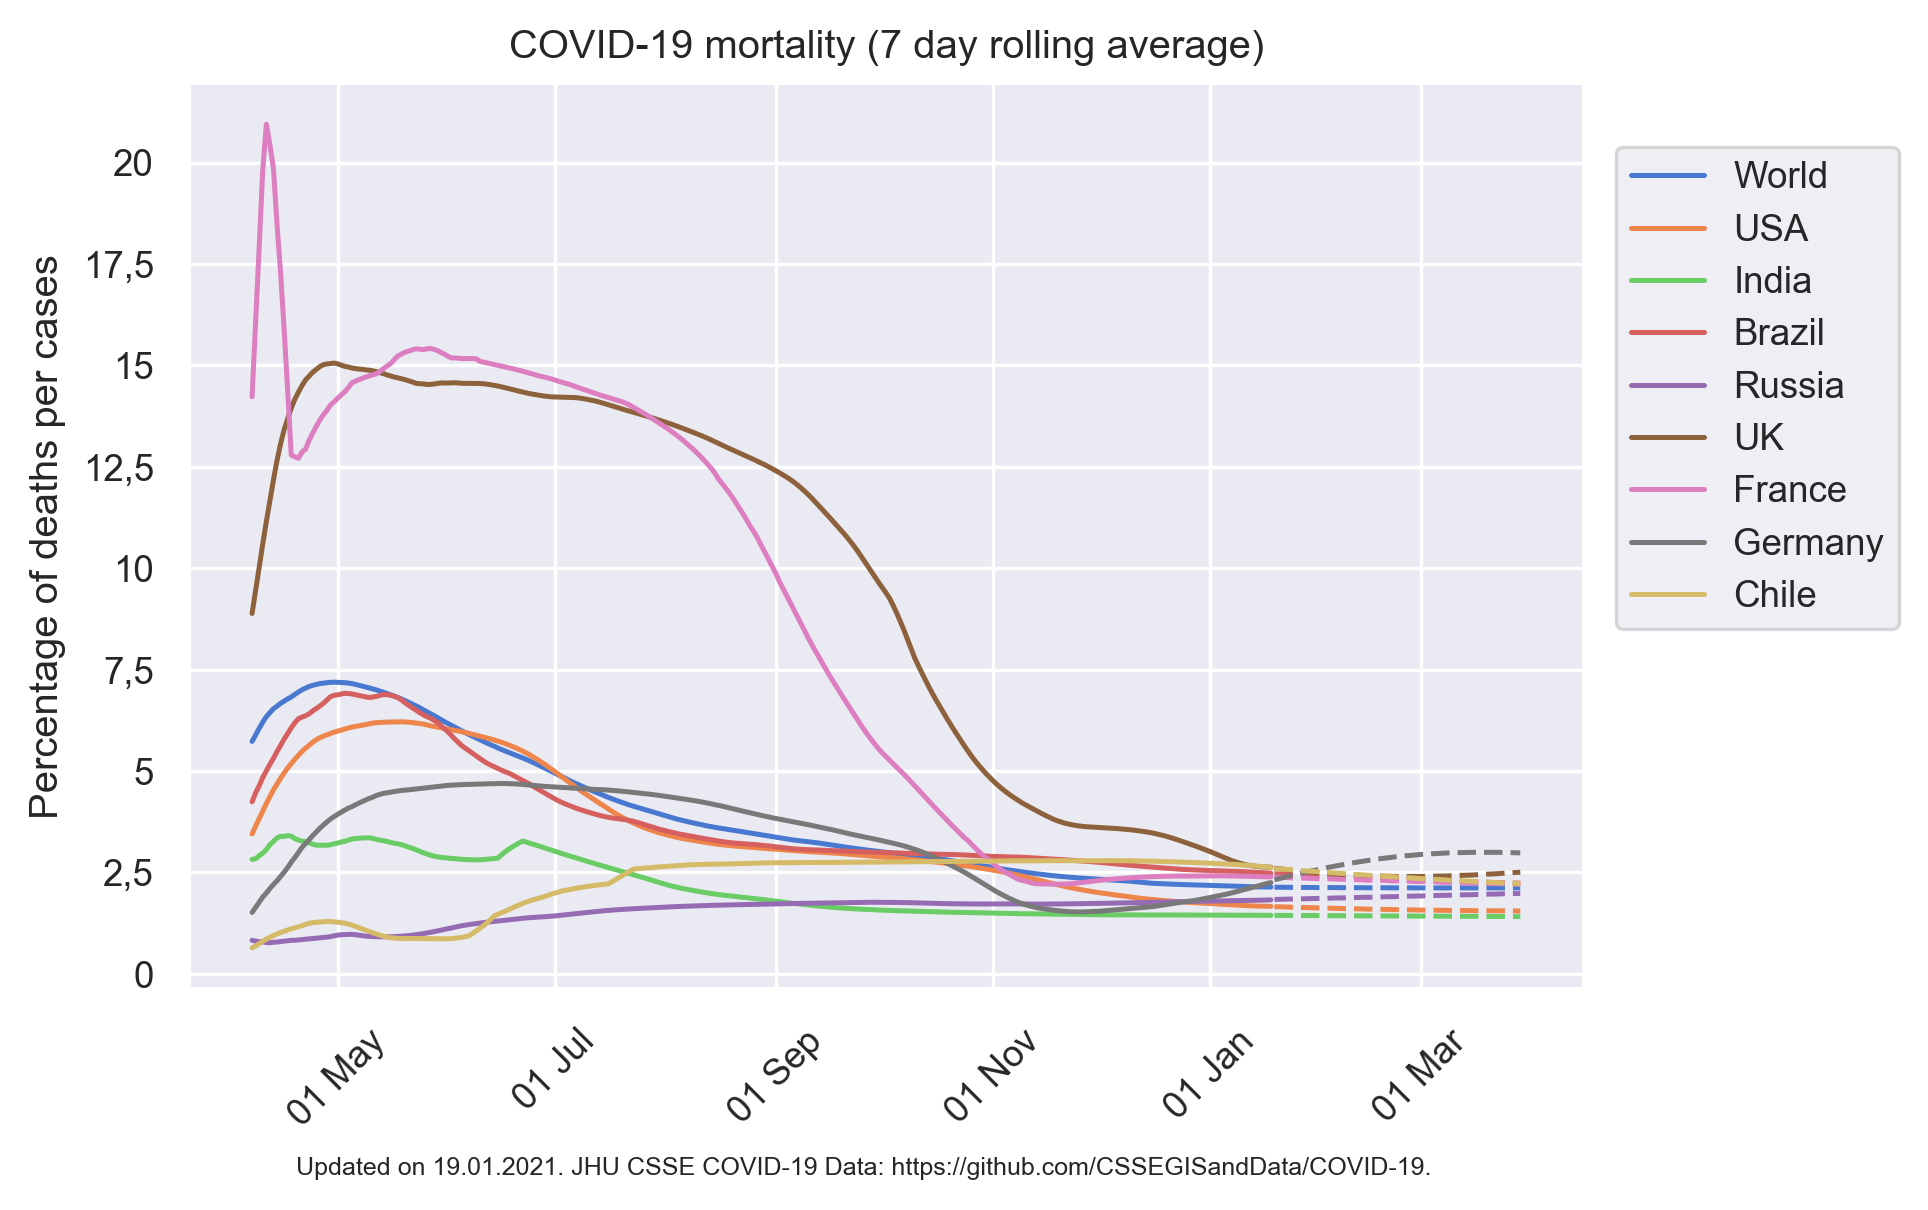 COVID-19 mortality (7 day rolling average)
Percentage of deaths per cases
20
17,5
15
12,5
10
7,5
5
2,5
0
01 May
01 Jul
01 Sep
01 Nov
01 Jan
01 Mar
World
USA
India
Brazil
Russia
UK
France
Germany
Chile
Updated on 19.01.2021. JHU CSSE COVID-19 Data: https://github.com/CSSEGISandData/COVID-19.